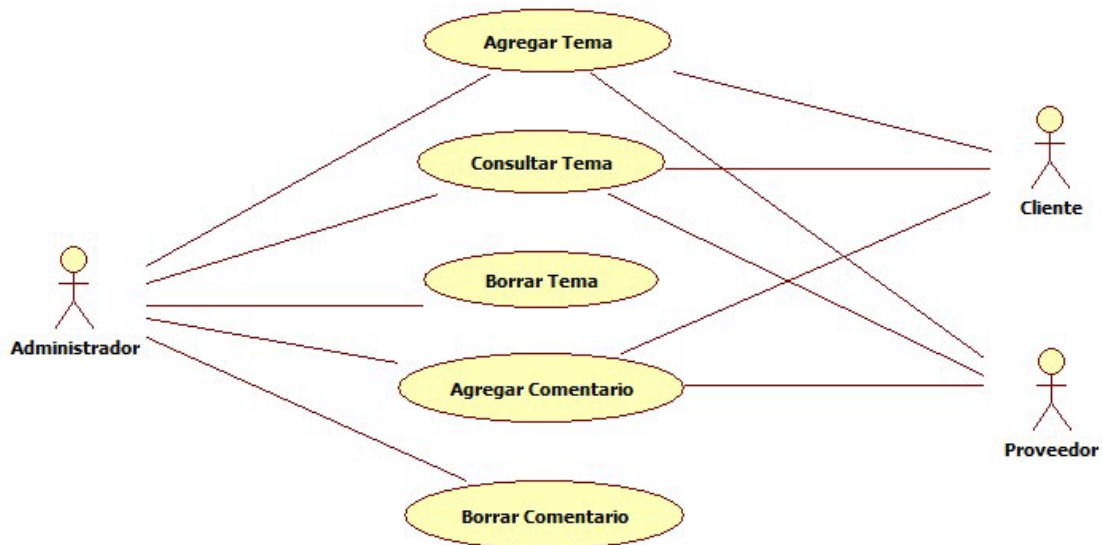 Agregar Tema
Consultar Tema
Cliente
Borrar Tema
Administrador
Agregar Comentario
Proveedor
Borrar Comentario